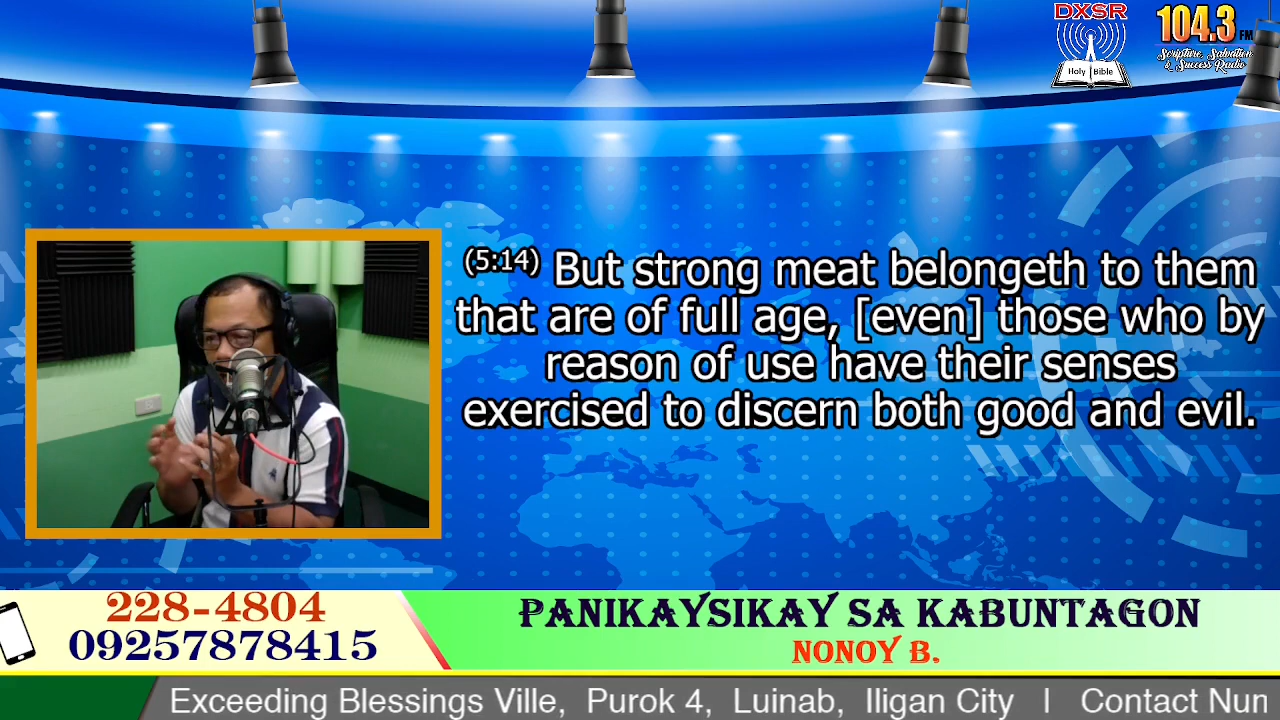 DXSR
Holy Bible
104.3 FM
Scripture, Salvation
& Success Radio
(5:14) But strong meat belongeth to them
that are of full age, [even] those who by
reason of use have their senses
exercised to discern both good and evil.
228-4804
09257878415
PANIKAYSIKAY SA KABUNTAGON
NONOY B.
Exceeding Blessings Ville, Purok 4, Luinab, Iligan City | Contact Nun